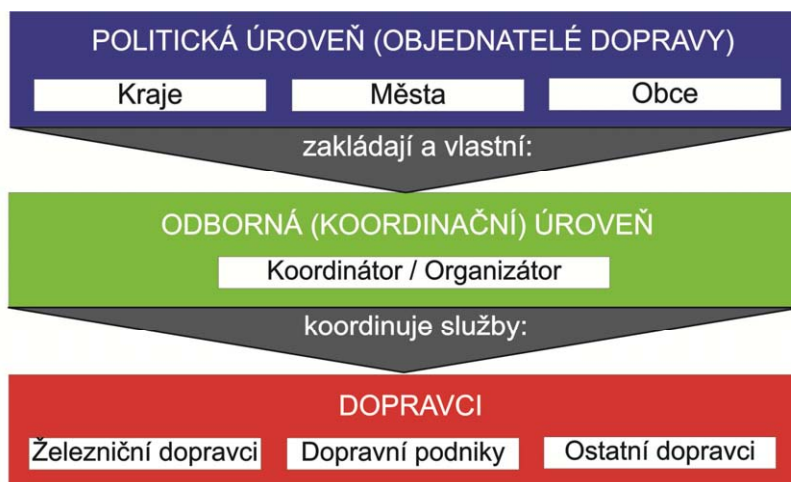 POLITICKÁ ÚROVEŇ (OBJEDNATELÉ DOPRAVY)
Kraje Města Obce
zakládají a vlastní:
ODBORNÁ (KOORDINAČNÍ) ÚROVEŇ
Koordinátor / Organizátor
koordinuje služby:
DOPRAVCI
Železniční dopravci Dopravní podniky Ostatní dopravci